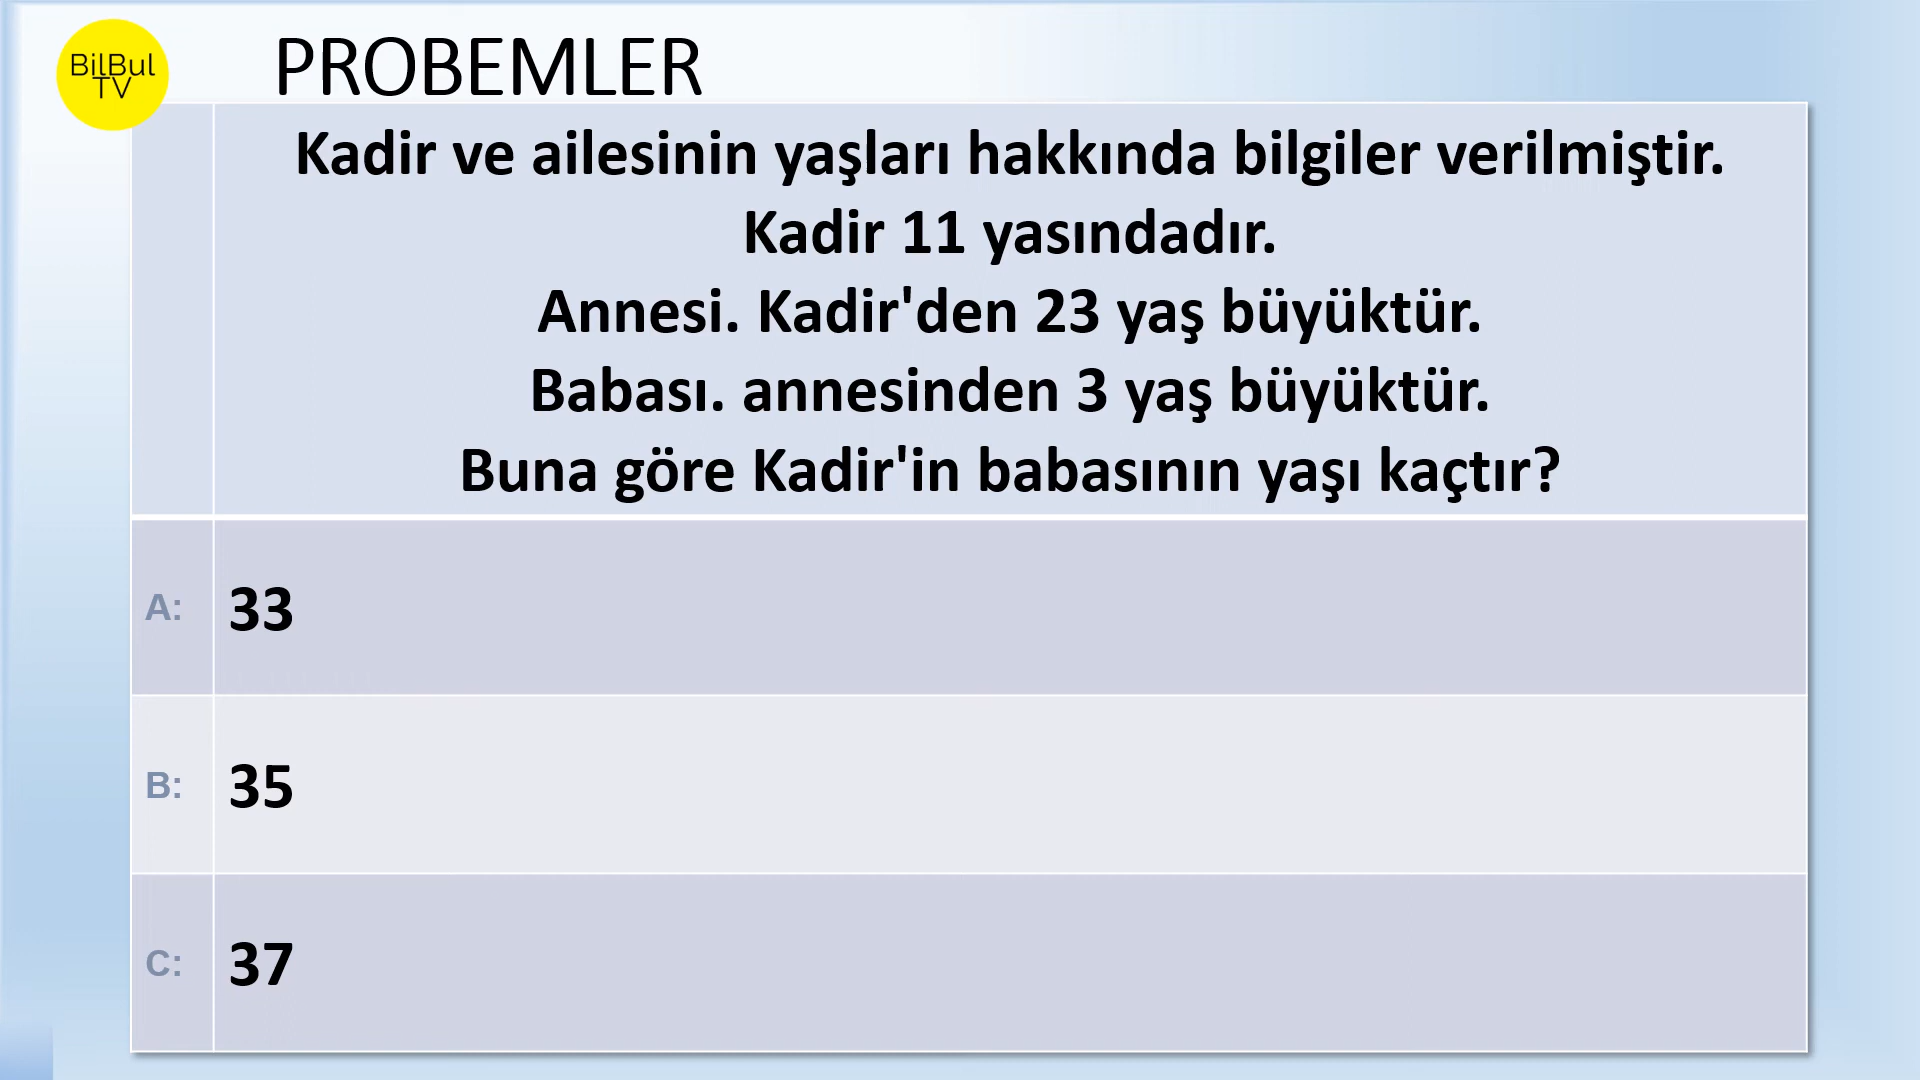 BilBul
TV
PROBEMLER
Kadir ve ailesinin yaşları hakkında bilgiler verilmiştir.
Kadir 11 yasındadır.
Annesi. Kadir'den 23 yaş büyüktür.
Babası. annesinden 3 yaş büyüktür.
Buna göre Kadir'in babasının yaşı kaçtır?
A: 33
B: 35
C: 37